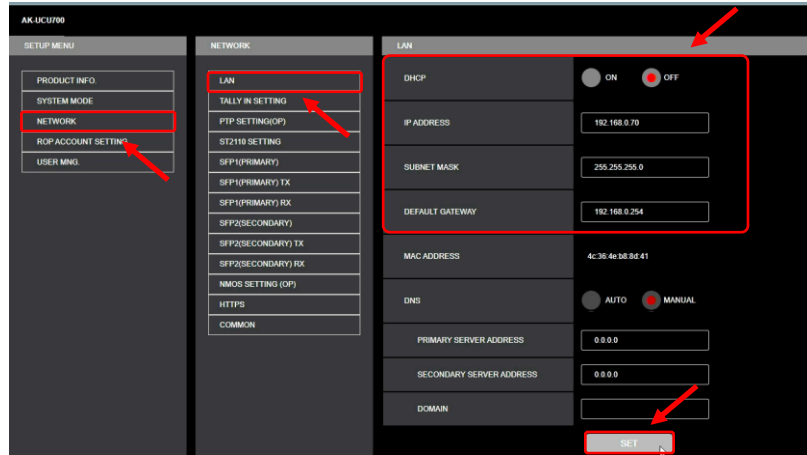 AK-UCU700
SETUP MENU
PRODUCT INFO.
SYSTEM MODE
NETWORK
ROP ACCOUNT SETTING
USER MNG.
NETWORK
LAN
TALLY IN SETTING
PTP SETTING(OP)
ST2110 SETTING
SFP1(PRIMARY)
SFP1(PRIMARY) TX
SFP1(PRIMARY) RX
SFP2(SECONDARY)
SFP2(SECONDARY) TX
SFP2(SECONDARY) RX
NMOS SETTING (OP)
HTTPS
COMMON
LAN
DHCP ON OFF
IP ADDRESS 192.168.0.70
SUBNET MASK 255.255.255.0
DEFAULT GATEWAY 192.168.0.254
MAC ADDRESS 4c:36:4e:b8:8d:41
DNS AUTO MANUAL
PRIMARY SERVER ADDRESS 0.0.0.0
SECONDARY SERVER ADDRESS 0.0.0.0
DOMAIN
SET